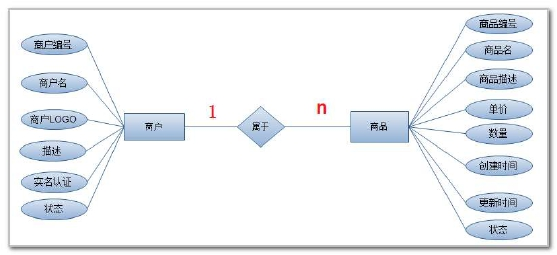 商户编号
商户名
商户LOGO
描述
实名认证
状态
商户
1
属于
n
商品
商品编号
商品名
商品描述
单价
数量
创建时间
更新时间
状态